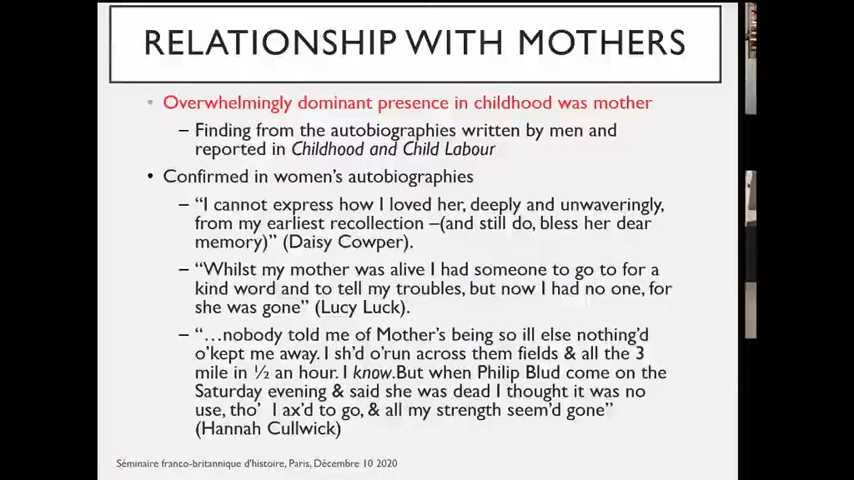 RELATIONSHIP WITH MOTHERS
• Overwhelmingly dominant presence in childhood was mother
– Finding from the autobiographies written by men and
reported in Childhood and Child Labour
• Confirmed in women's autobiographies
– “I cannot express how I loved her, deeply and unwaveringly,
from my earliest recollection –(and still do, bless her dear
memory)” (Daisy Cowper).
– “Whilst my mother was alive I had someone to go to for a
kind word and to tell my troubles, but now I had no one, for
she was gone” (Lucy Luck).
– “…nobody told me of Mother's being so ill else nothing'd
o'kept me away. I sh'd o'run across them fields & all the 3
mile in ½ an hour. I know.But when Philip Blud come on the
Saturday evening & said she was dead I thought it was no
use, tho' I ax'd to go, & all my strength seem'd gone”
(Hannah Cullwick)
Séminaire franco-britannique d'histoire, Paris, Décembre 10 2020